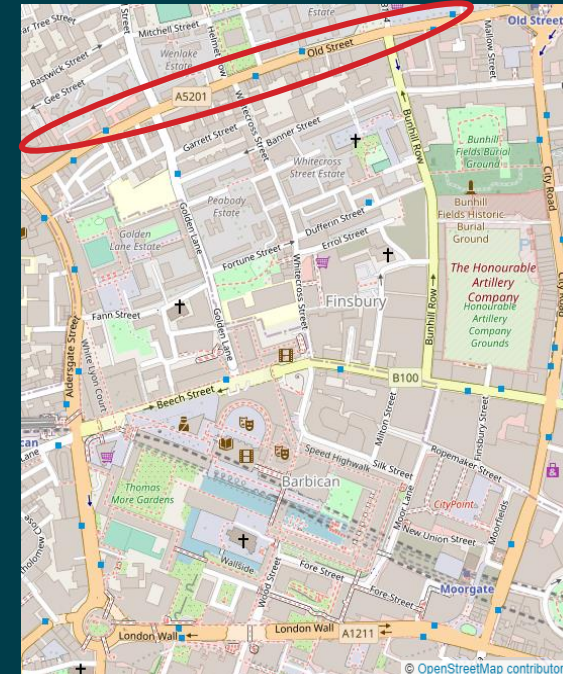 Estate
Old Street
Mitchell Street
Mallow Street
Old Street
Wenlake
Estate
Bastwick Street
Gee Street
A5201
Garrett Street
Banner Street
Whitecross Street
Bunhill Row
Bunhill
Fields Burial
Ground
Whitecross
Street Estate
City Road
Peabody
Estate
Bunhill
Fields Historic
Burial
Ground
Golden
Lane Estate
Golden Lane
Dufferin Street
Errol Street
Fortune Street
Whitecross Street
The Honourable
Artillery
Company
Honourable
Artillery
Company
Grounds
Finsbury
Fann Street
Aldersgate Street
White Lyon Court
Golden Lane
Bunhill Row
B100
Beech Street
Milton Street
Finsbury Street
Speed Highwalk
Silk Street
Ropemaker Street
Barbican
Thomas
More Gardens
Moor Lane
CityPoint
Moorfields
New Union Street
Wallside
Fore Street
Fore Street
Wood Street
Moorgate
London Wall
London Wall
A1211
© OpenStreetMap contributor